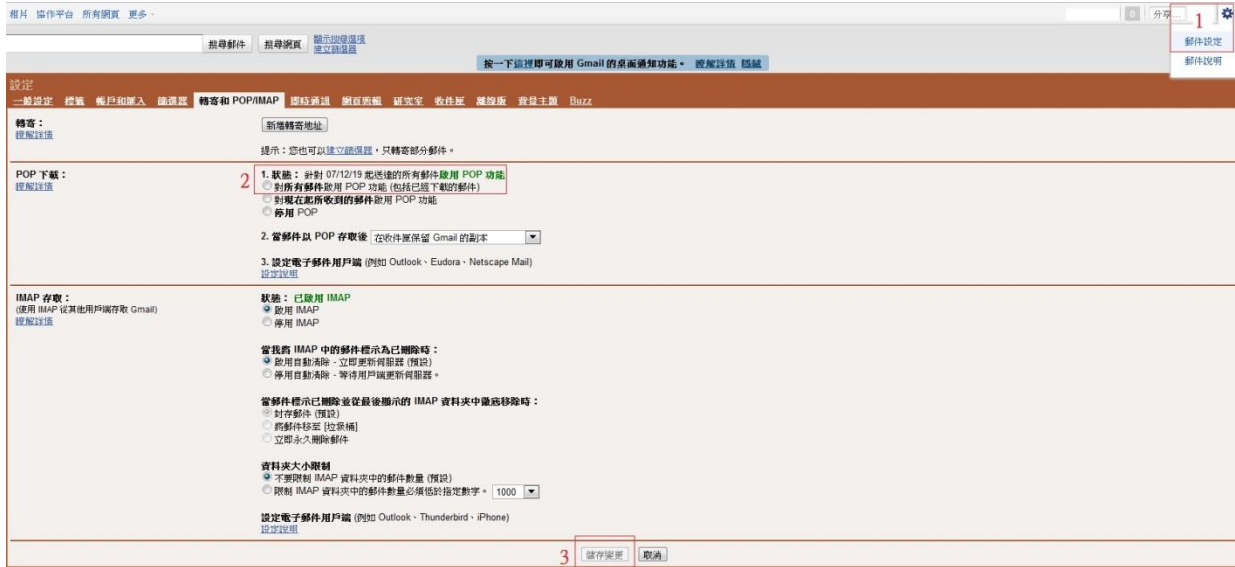 相片 協作平台 所有網頁 更多
0 分享...
1
搜尋郵件 搜尋網頁 顯示搜尋選項
建立篩選器
郵件設定
郵件說明
按一下這裡即可啟用 Gmail 的桌面通知功能。 瞭解詳情 隱藏
設定
一般設定 標籤 帳戶和匯入 篩選器 轉寄和 POP/IMAP 即時通訊 網頁剪輯 研究室 收件匣 離線版 背景主題 Buzz
轉寄：
瞭解詳情
新增轉寄地址
提示：您也可以建立篩選器，只轉寄部分郵件。
POP 下載：
瞭解詳情
2
1. 狀態： 針對 07/12/19 起送達的所有郵件啟用 POP 功能
對所有郵件啟用 POP 功能 (包括已經下載的郵件)
對現在起所收到的郵件啟用 POP 功能
停用 POP
2. 當郵件以 POP 存取後 在收件匣保留 Gmail 的副本
3. 設定電子郵件用戶端 (例如 Outlook、Eudora、Netscape Mail)
設定說明
IMAP 存取：
(使用 IMAP 從其他用戶端存取 Gmail)
瞭解詳情
狀態： 已啟用 IMAP
啟用 IMAP
停用 IMAP
當我將 IMAP 中的郵件標示為已刪除時：
啟用自動清除 - 立即更新伺服器 (預設)
停用自動清除 - 等待用戶端更新伺服器。
當郵件標示已刪除並從最後顯示的 IMAP 資料夾中徹底移除時：
封存郵件 (預設)
將郵件移至 [垃圾桶]
立即永久刪除郵件
資料夾大小限制
不要限制 IMAP 資料夾中的郵件數量 (預設)
限制 IMAP 資料夾中的郵件數量必須低於指定數字。 1000
設定電子郵件用戶端 (例如 Outlook、Thunderbird、iPhone)
設定說明
3 儲存變更 取消